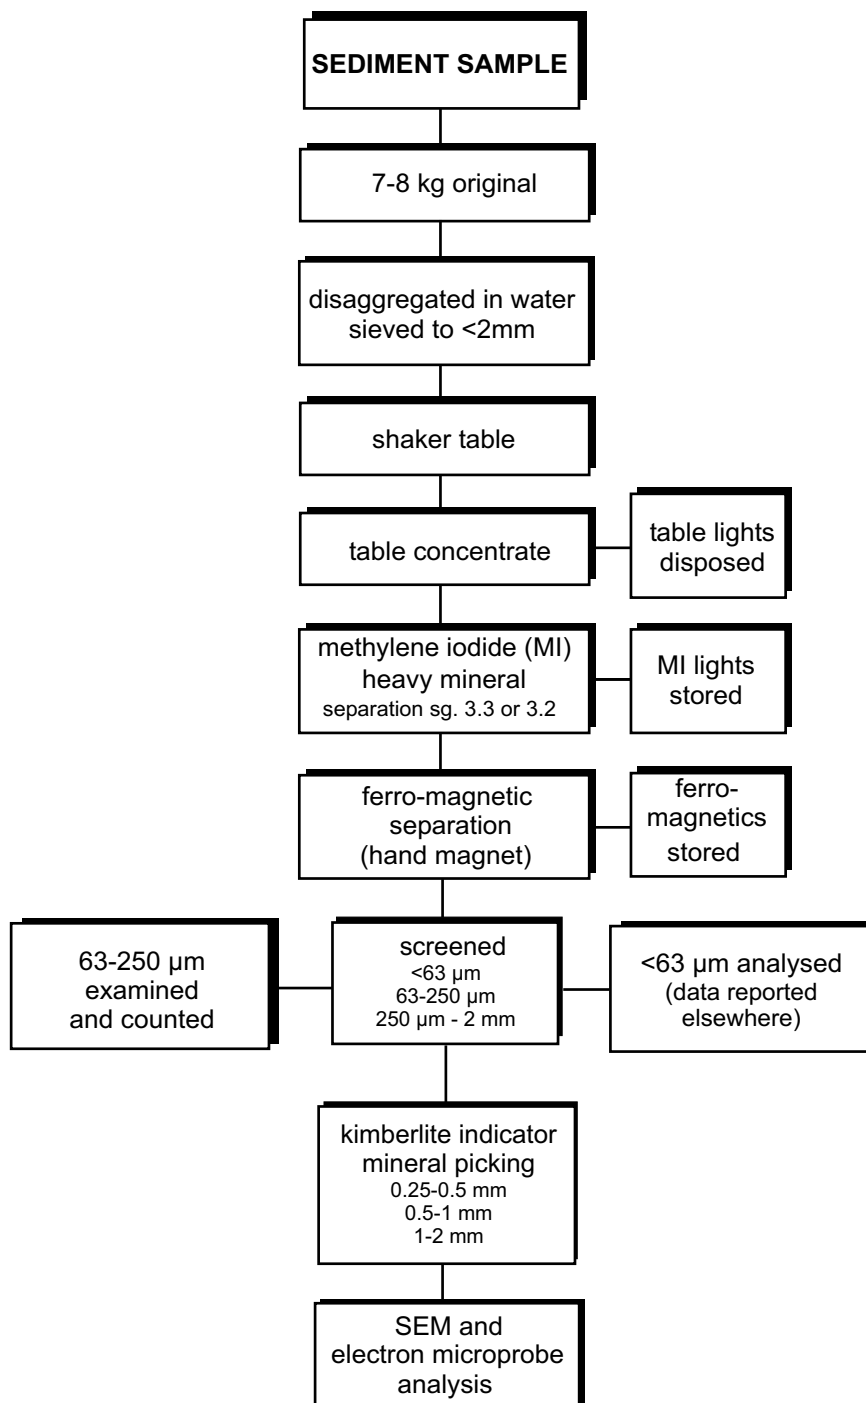 SEDIMENT SAMPLE
7-8 kg original
disaggregated in water
sieved to <2mm
shaker table
table concentrate
table lights
disposed
methylene iodide (MI)
heavy mineral
separation sg. 3.3 or 3.2
MI lights
stored
ferro-magnetic
separation
(hand magnet)
ferro-
magnetics
stored
63-250 µm
examined
and counted
screened
<63 µm
63-250 µm
250 µm - 2 mm
<63 µm analysed
(data reported
elsewhere)
kimberlite indicator
mineral picking
0.25-0.5 mm
0.5-1 mm
1-2 mm
SEM and
electron microprobe
analysis